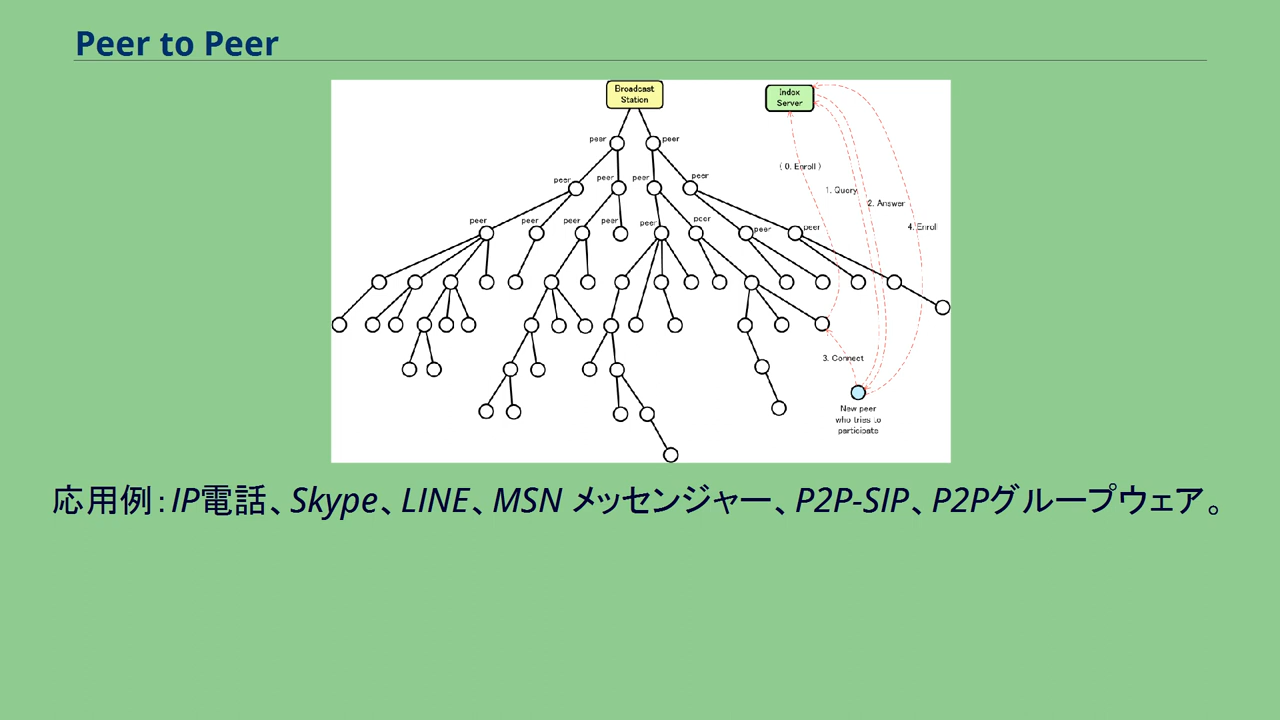 Peer to Peer
Broadcast
Station
Index
Server
peer
peer
( 0. Enroll )
peer
peer
peer
peer
1. Query
2. Answer
peer
peer
peer
peer
peer
peer
peer
peer
4. Enroll
3. Connect
New peer
who tries to
participate
応用例：IP電話、Skype、LINE、MSN メッセンジャー、P2P-SIP、P2Pグループウェア。